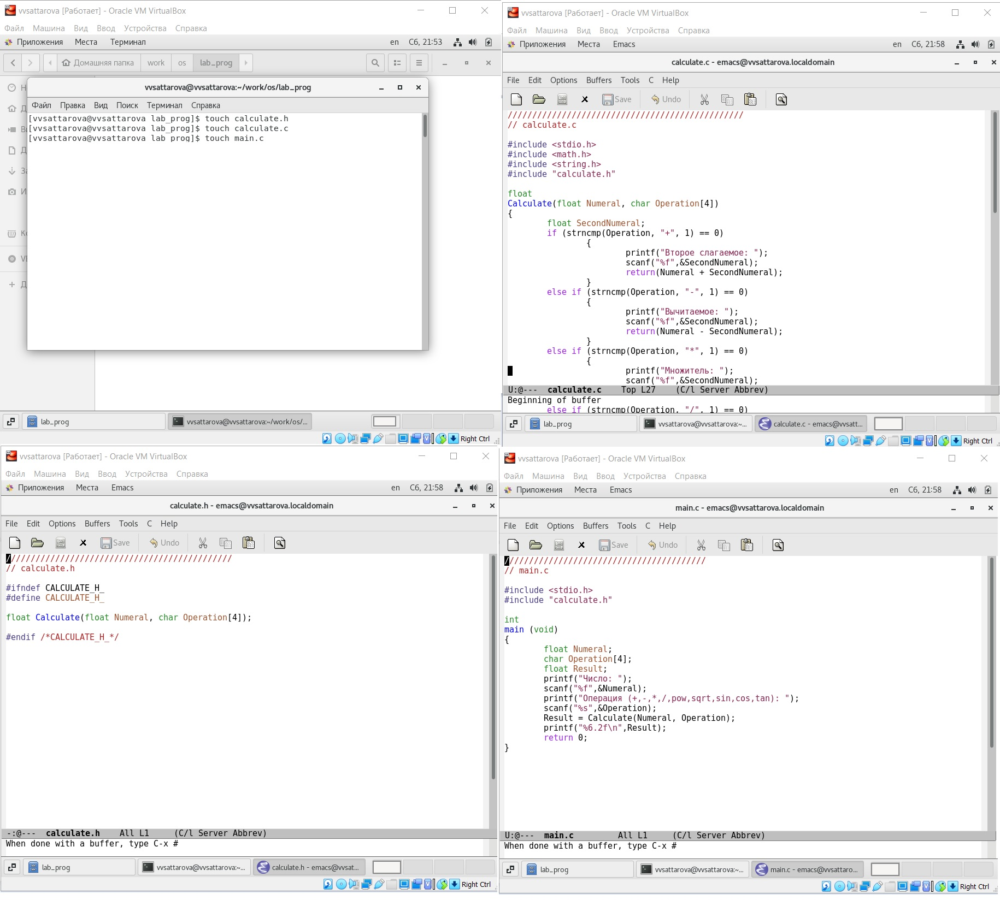 vvsattarova [Работает] - Oracle VM VirtualBox
Файл Машина Вид Ввод Устройства Справка
Приложения Места Терминал en Сб, 21:53
Домашняя папка work os lab_prog
vvsattarova@vvsattarova:~/work/os/lab_prog
Файл Правка Вид Поиск Терминал Справка
[vvsattarova@vvsattarova lab_prog]$ touch calculate.h
[vvsattarova@vvsattarova lab_prog]$ touch calculate.c
[vvsattarova@vvsattarova lab_prog]$ touch main.c
lab_prog vvsattarova@vvsattarova:~/work/os/...
Right Ctrl
vvsattarova [Работает] - Oracle VM VirtualBox
Файл Машина Вид Ввод Устройства Справка
Приложения Места Emacs en Сб, 21:58
calculate.c - emacs@vvsattarova.localdomain
File Edit Options Buffers Tools C Help
Save Undo
////////////////////////////////////////////////
// calculate.c
#include <stdio.h>
#include <math.h>
#include <string.h>
#include "calculate.h"
float
Calculate(float Numeral, char Operation[4])
{
float SecondNumeral;
if (strncmp(Operation, "+", 1) == 0)
{
printf("Второе слагаемое: ");
scanf("%f",&SecondNumeral);
return(Numeral + SecondNumeral);
}
else if (strncmp(Operation, "-", 1) == 0)
{
printf("Вычитаемое: ");
scanf("%f",&SecondNumeral);
return(Numeral - SecondNumeral);
}
else if (strncmp(Operation, "*", 1) == 0)
{
printf("Множитель: ");
scanf("%f",&SecondNumeral);
U:@--- calculate.c Top L27 (C/l Server Abbrev)
Beginning of buffer
else if (strncmp(Operation, "/", 1) == 0)
lab_prog vvsattarova@vvsattarova:~... calculate.c - emacs@vvsatt...
Right Ctrl
vvsattarova [Работает] - Oracle VM VirtualBox
Файл Машина Вид Ввод Устройства Справка
Приложения Места Emacs en Сб, 21:58
calculate.h - emacs@vvsattarova.localdomain
File Edit Options Buffers Tools C Help
Save Undo
//////////////////////////////////////////////
// calculate.h
#ifndef CALCULATE_H_
#define CALCULATE_H_
float Calculate(float Numeral, char Operation[4]);
#endif /*CALCULATE_H_*/
-:@--- calculate.h All L1 (C/l Server Abbrev)
When done with a buffer, type C-x #
lab_prog vvsattarova@vvsattarova:~... calculate.h - emacs@vvsat...
Right Ctrl
vvsattarova [Работает] - Oracle VM VirtualBox
Файл Машина Вид Ввод Устройства Справка
Приложения Места Emacs en Сб, 21:58
main.c - emacs@vvsattarova.localdomain
File Edit Options Buffers Tools C Help
Save Undo
/////////////////////////////////////////
// main.c
#include <stdio.h>
#include "calculate.h"
int
main (void)
{
float Numeral;
char Operation[4];
float Result;
printf("Число: ");
scanf("%f",&Numeral);
printf("Операция (+,-,*,/,pow,sqrt,sin,cos,tan): ");
scanf("%s",&Operation);
Result = Calculate(Numeral, Operation);
printf("%6.2f\n",Result);
return 0;
}
U:@--- main.c All L1 (C/l Server Abbrev)
When done with a buffer, type C-x #
lab_prog vvsattarova@vvsattarova:~... main.c - emacs@vvsattaro...
Right Ctrl